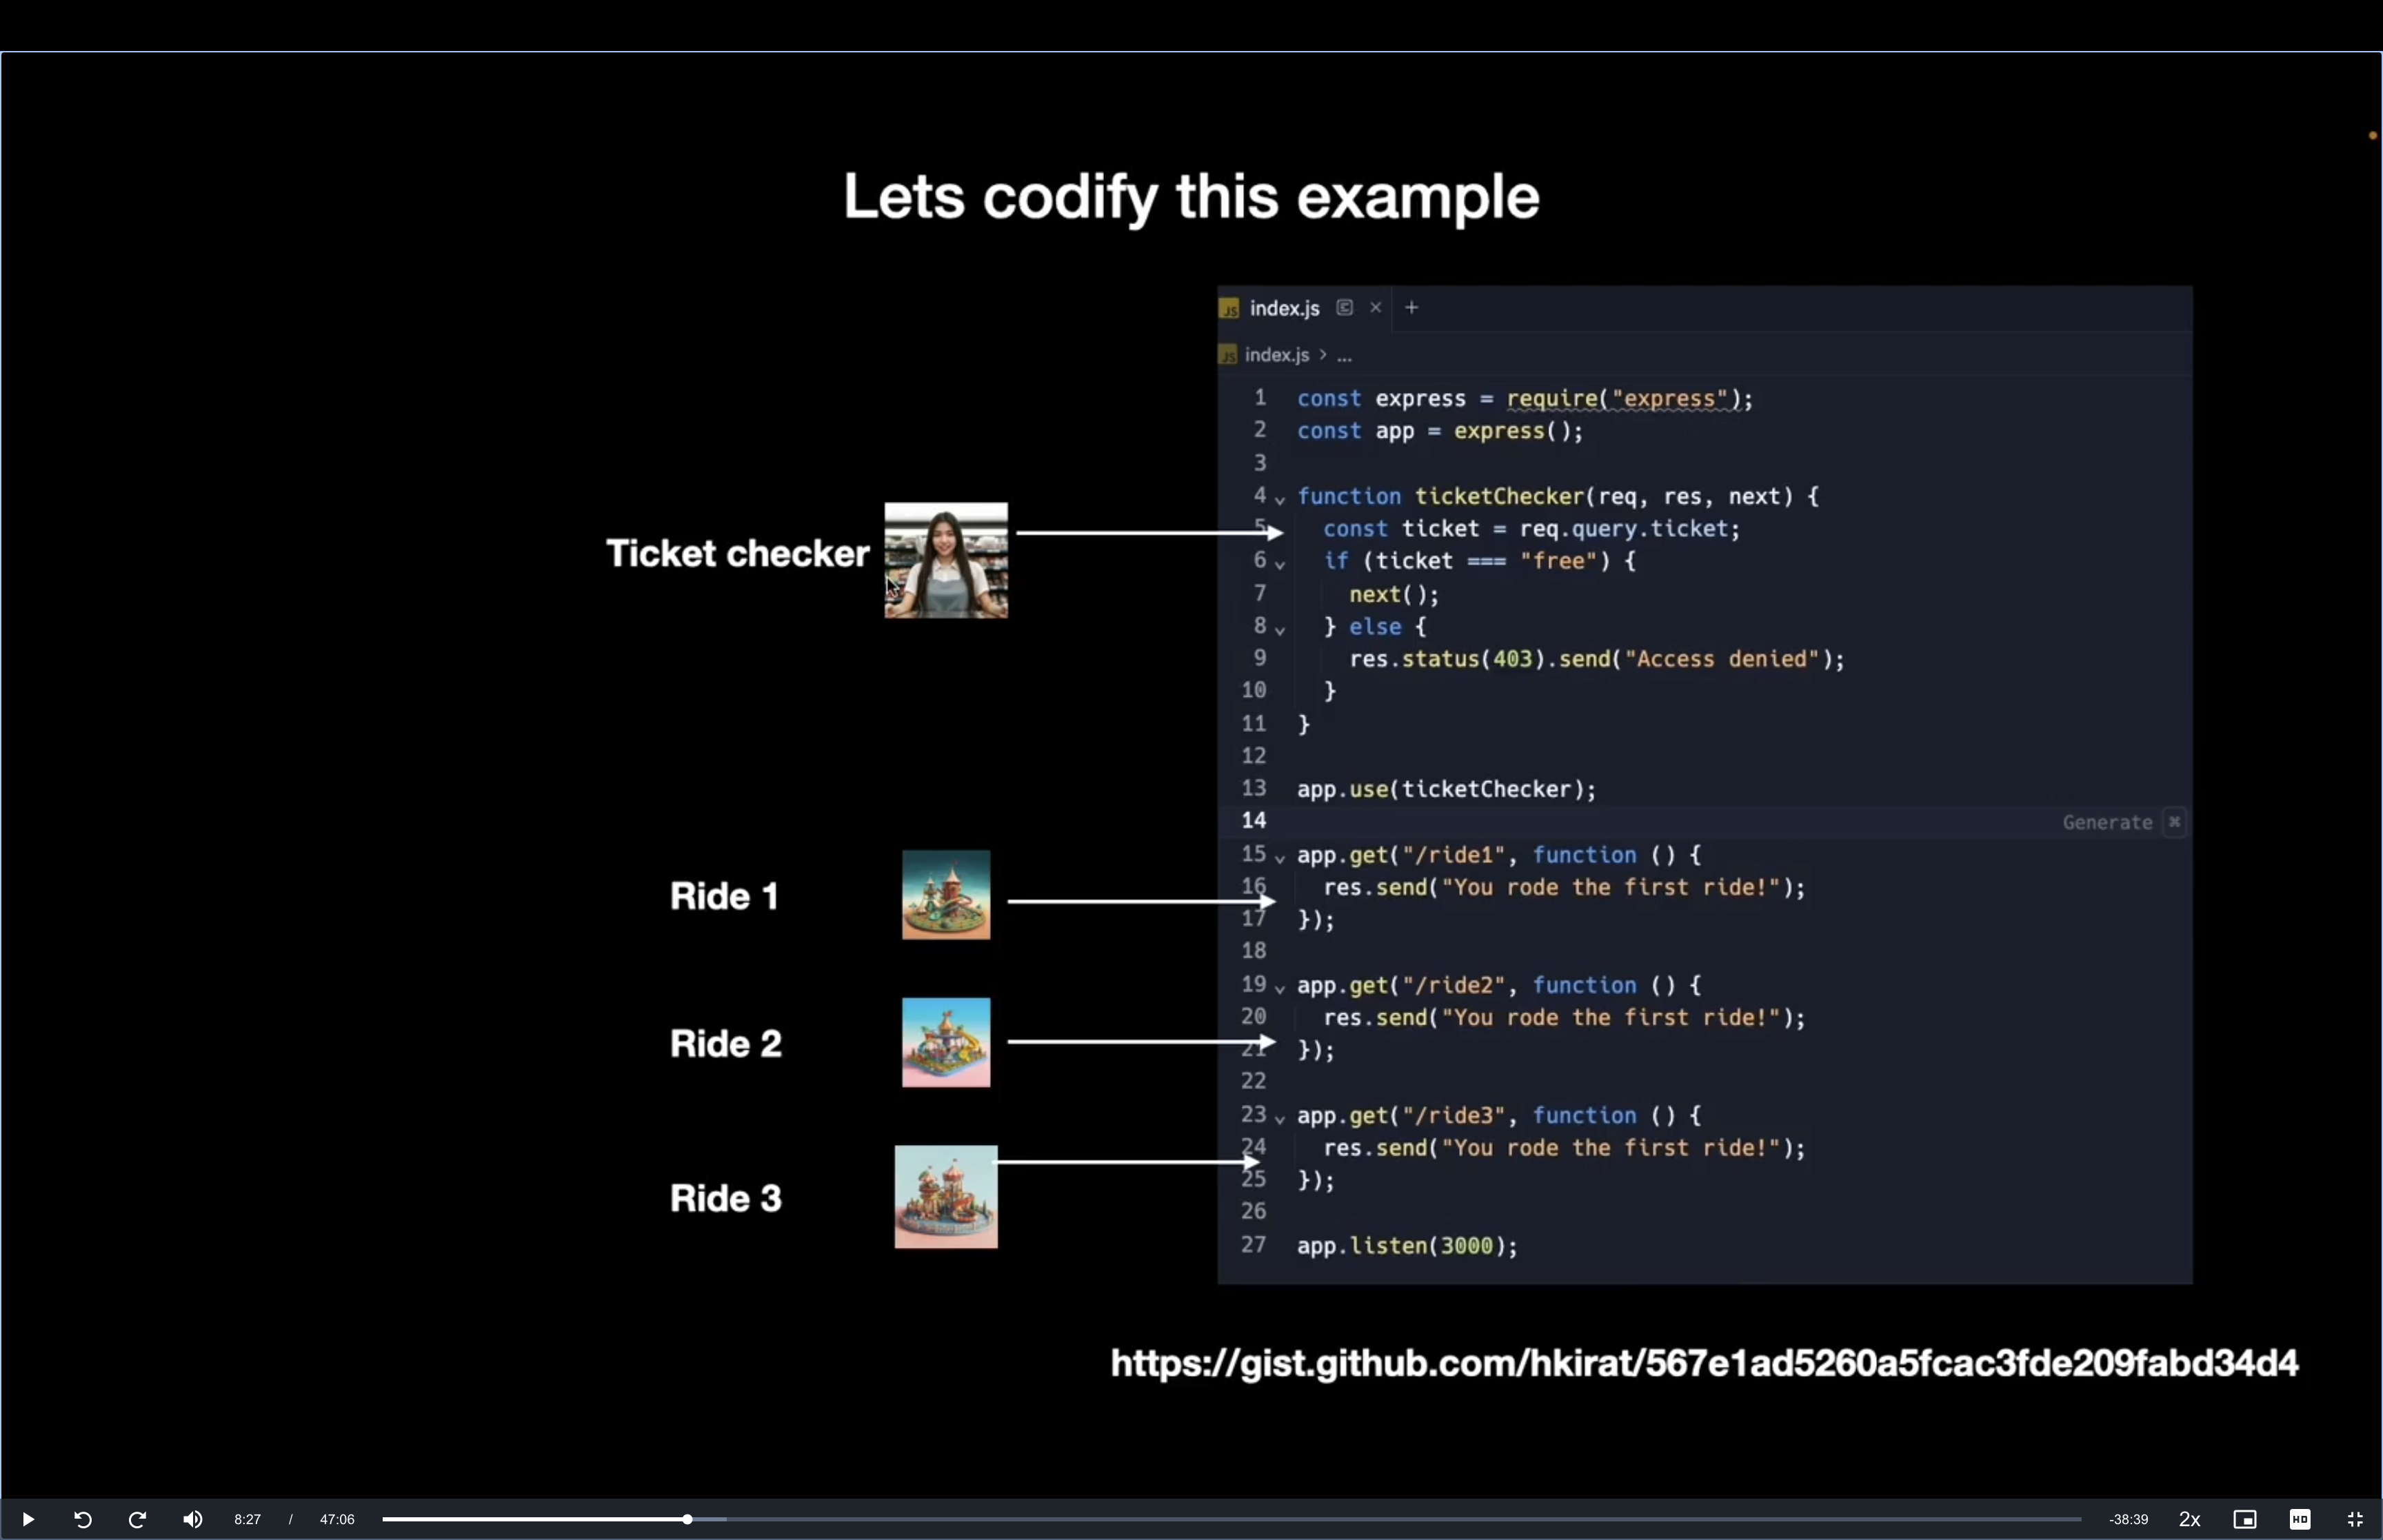 Lets codify this example
JS index.js × +
JS index.js > ...
Ticket checker
Ride 1
Ride 2
Ride 3
1 const express = require("express");
2 const app = express();
3
4 function ticketChecker(req, res, next) {
5 const ticket = req.query.ticket;
6 if (ticket === "free") {
7 next();
8 } else {
9 res.status(403).send("Access denied");
10 }
11 }
12
13 app.use(ticketChecker);
14 Generate ⌘
15 app.get("/ride1", function () {
16 res.send("You rode the first ride!");
17 });
18
19 app.get("/ride2", function () {
20 res.send("You rode the first ride!");
21 });
22
23 app.get("/ride3", function () {
24 res.send("You rode the first ride!");
25 });
26
27 app.listen(3000);
https://gist.github.com/hkirat/567e1ad5260a5fcac3fde209fabd34d4
8:27 / 47:06 -38:39 2x HD